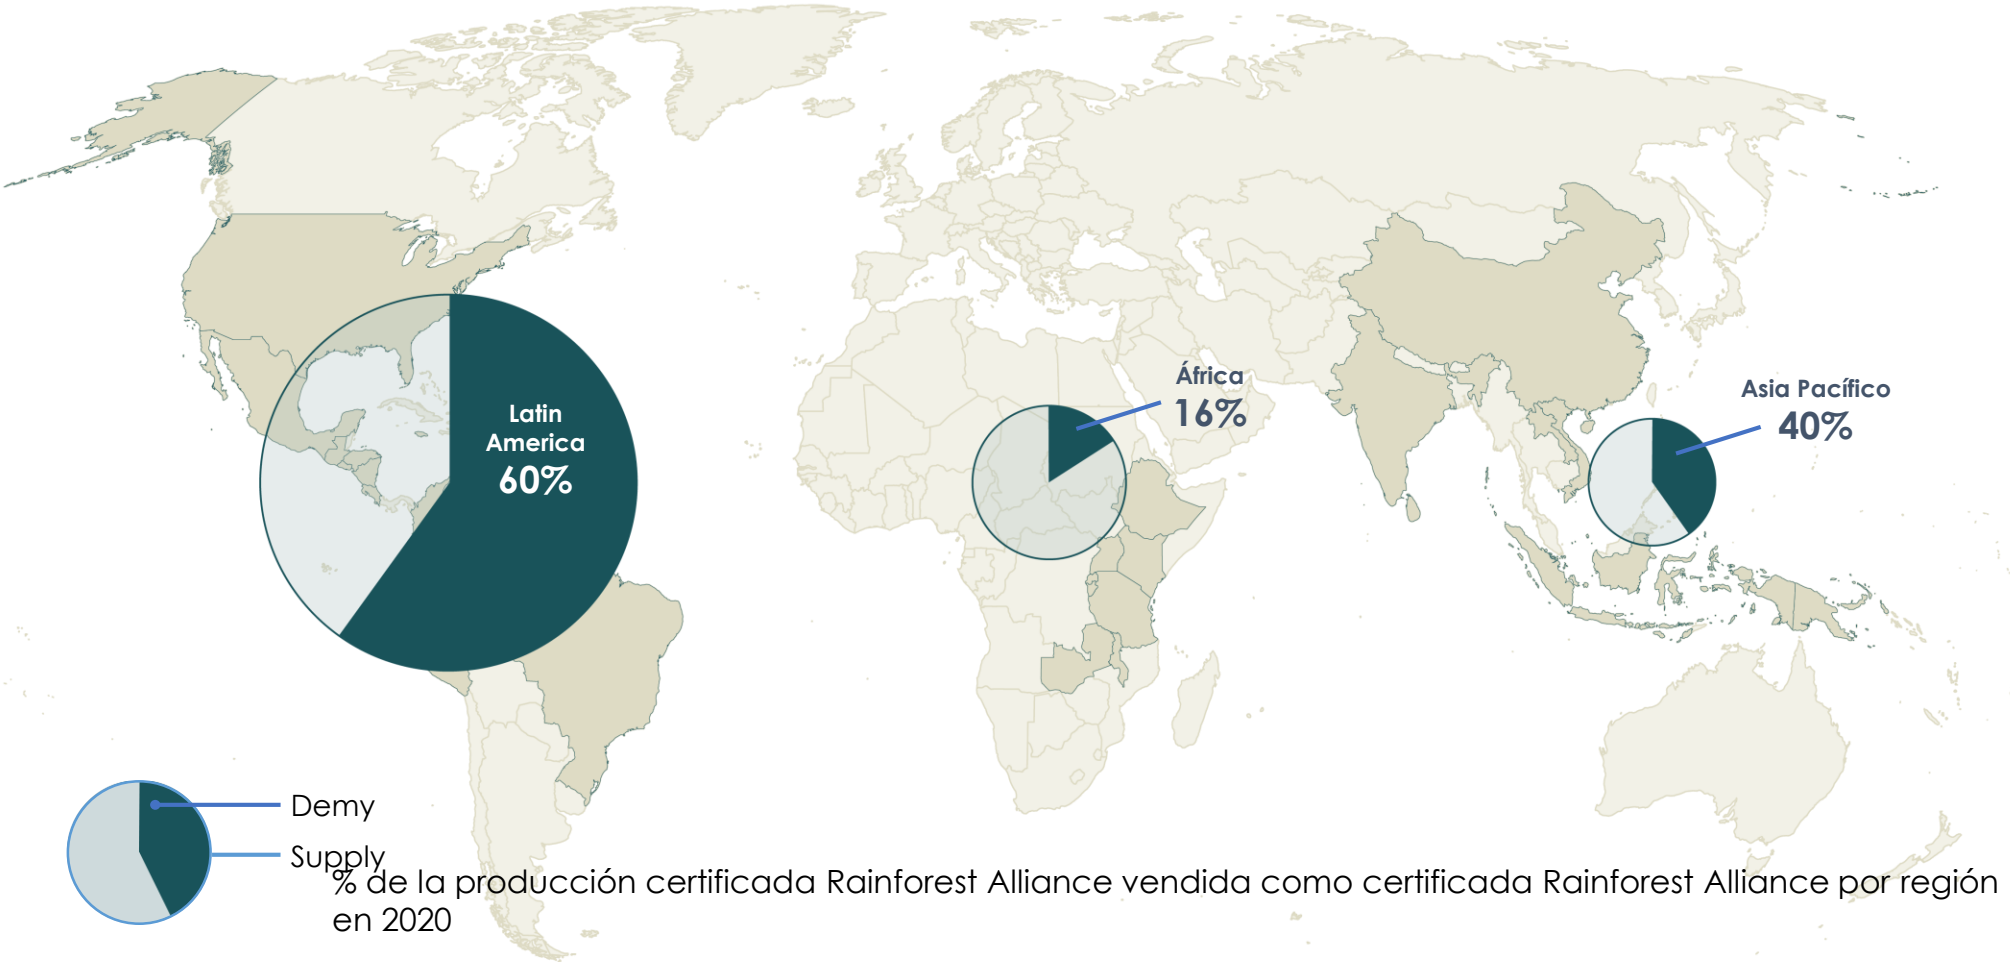 Latin
America
60%
África
16%
Asia Pacífico
40%
Demy
Supply
% de la producción certificada Rainforest Alliance vendida como certificada Rainforest Alliance por región
en 2020